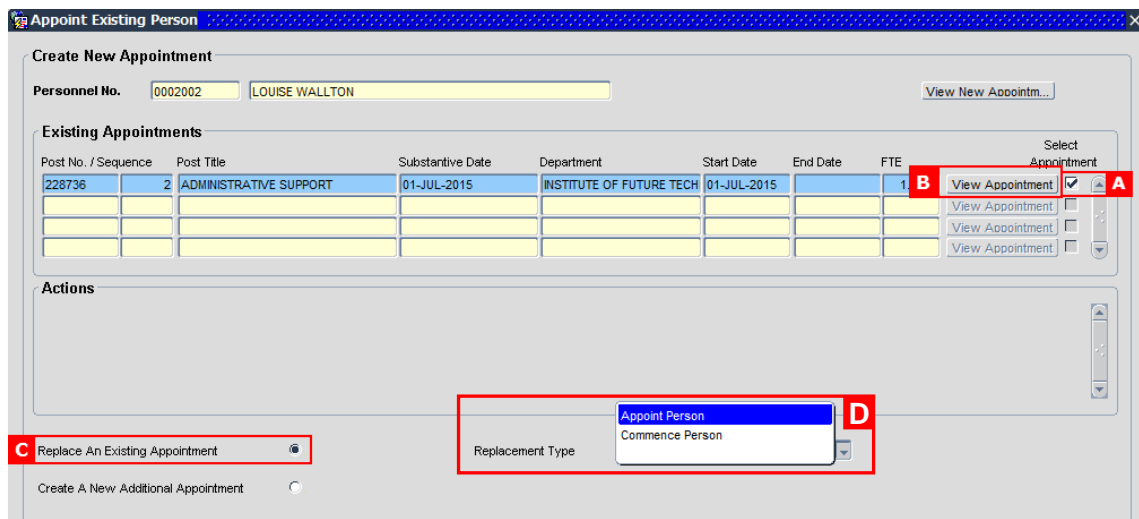 Appoint Existing Person
Create New Appointment
Personnel No. 0002002 LOUISE WALLTON View New Appointm...
Existing Appointments
Select
Post No. / Sequence Post Title Substantive Date Department Start Date End Date FTE Appointment
228736 2 ADMINISTRATIVE SUPPORT 01-JUL-2015 INSTITUTE OF FUTURE TECH 01-JUL-2015 1. B View Appointment A
View Appointment
View Appointment
View Appointment
Actions
Appoint Person D
Commence Person
C Replace An Existing Appointment Replacement Type
Create A New Additional Appointment